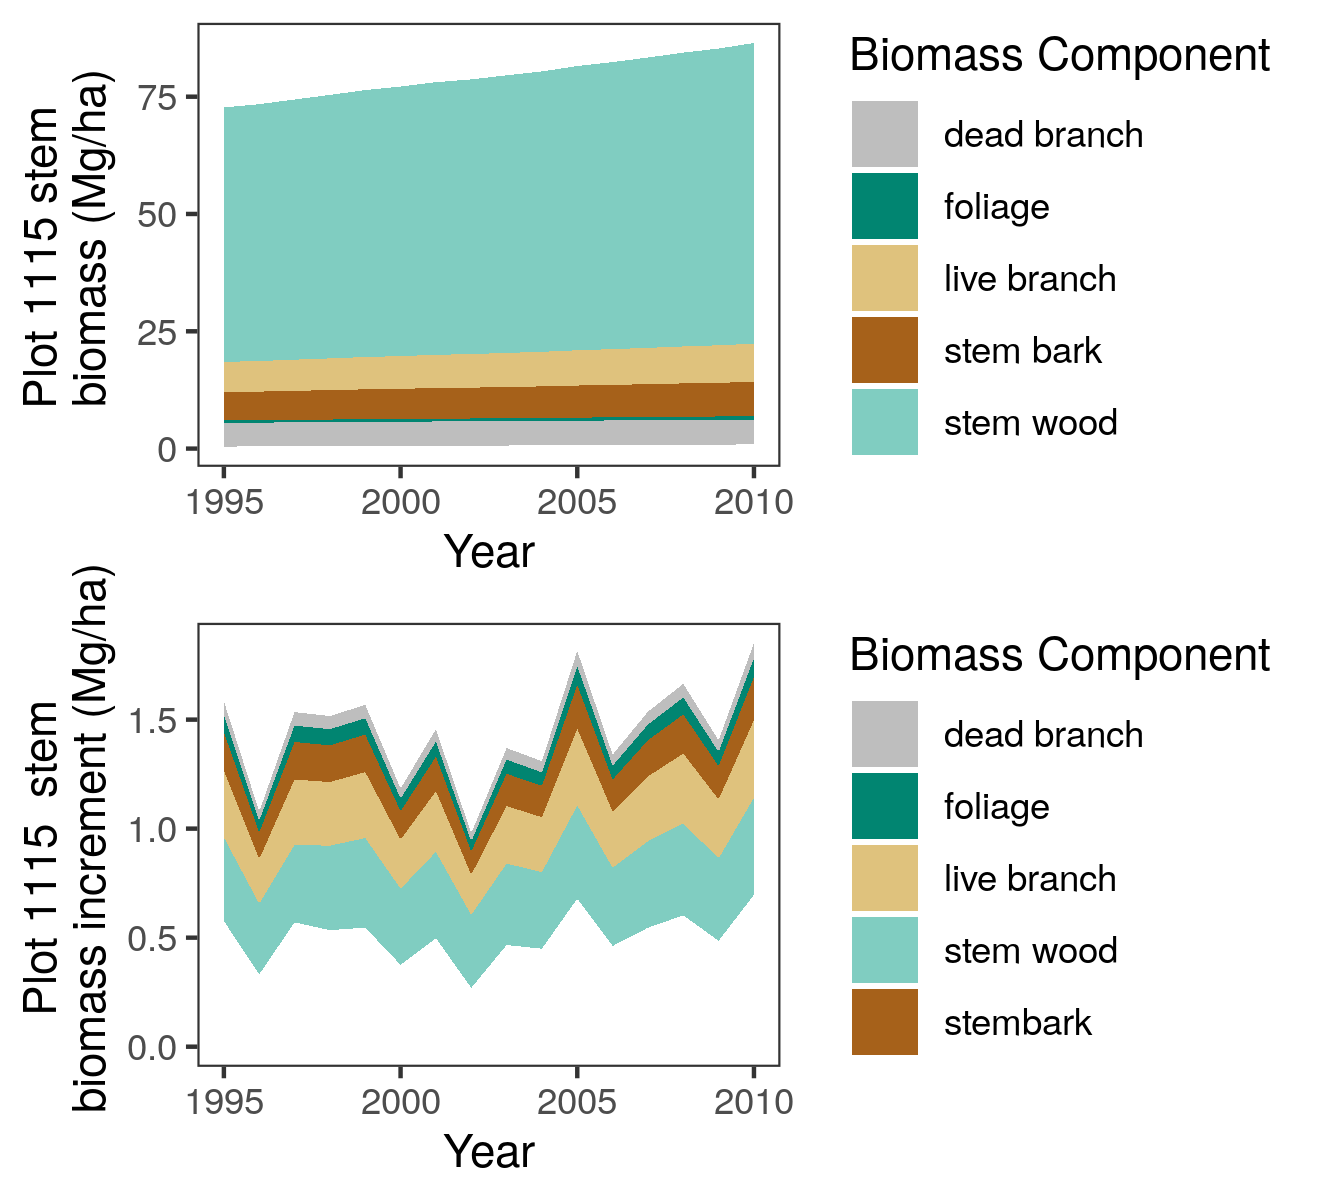 Plot 1115 stem
biomass (Mg/ha)
75
50
25
0
1995 2000 2005 2010
Year
Biomass Component
dead branch
foliage
live branch
stem bark
stem wood
Plot 1115 stem
biomass increment (Mg/ha)
1.5
1.0
0.5
0.0
1995 2000 2005 2010
Year
Biomass Component
dead branch
foliage
live branch
stem wood
stembark